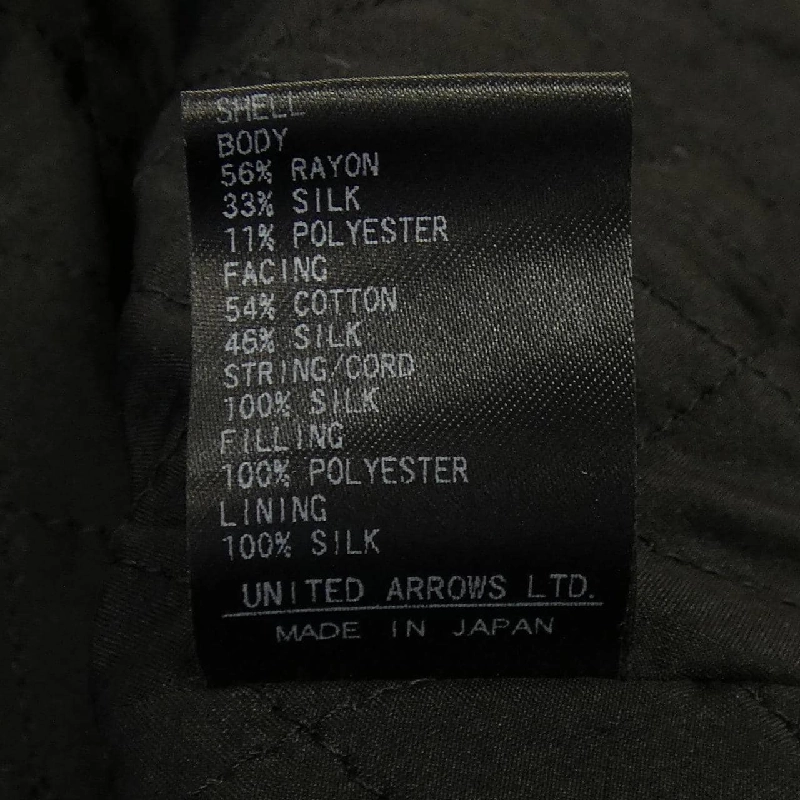 SHELL
BODY
56% RAYON
33% SILK
11% POLYESTER
FACING
54% COTTON
46% SILK
STRING/CORD
100% SILK
FILLING
100% POLYESTER
LINING
100% SILK
UNITED ARROWS LTD.
MADE IN JAPAN